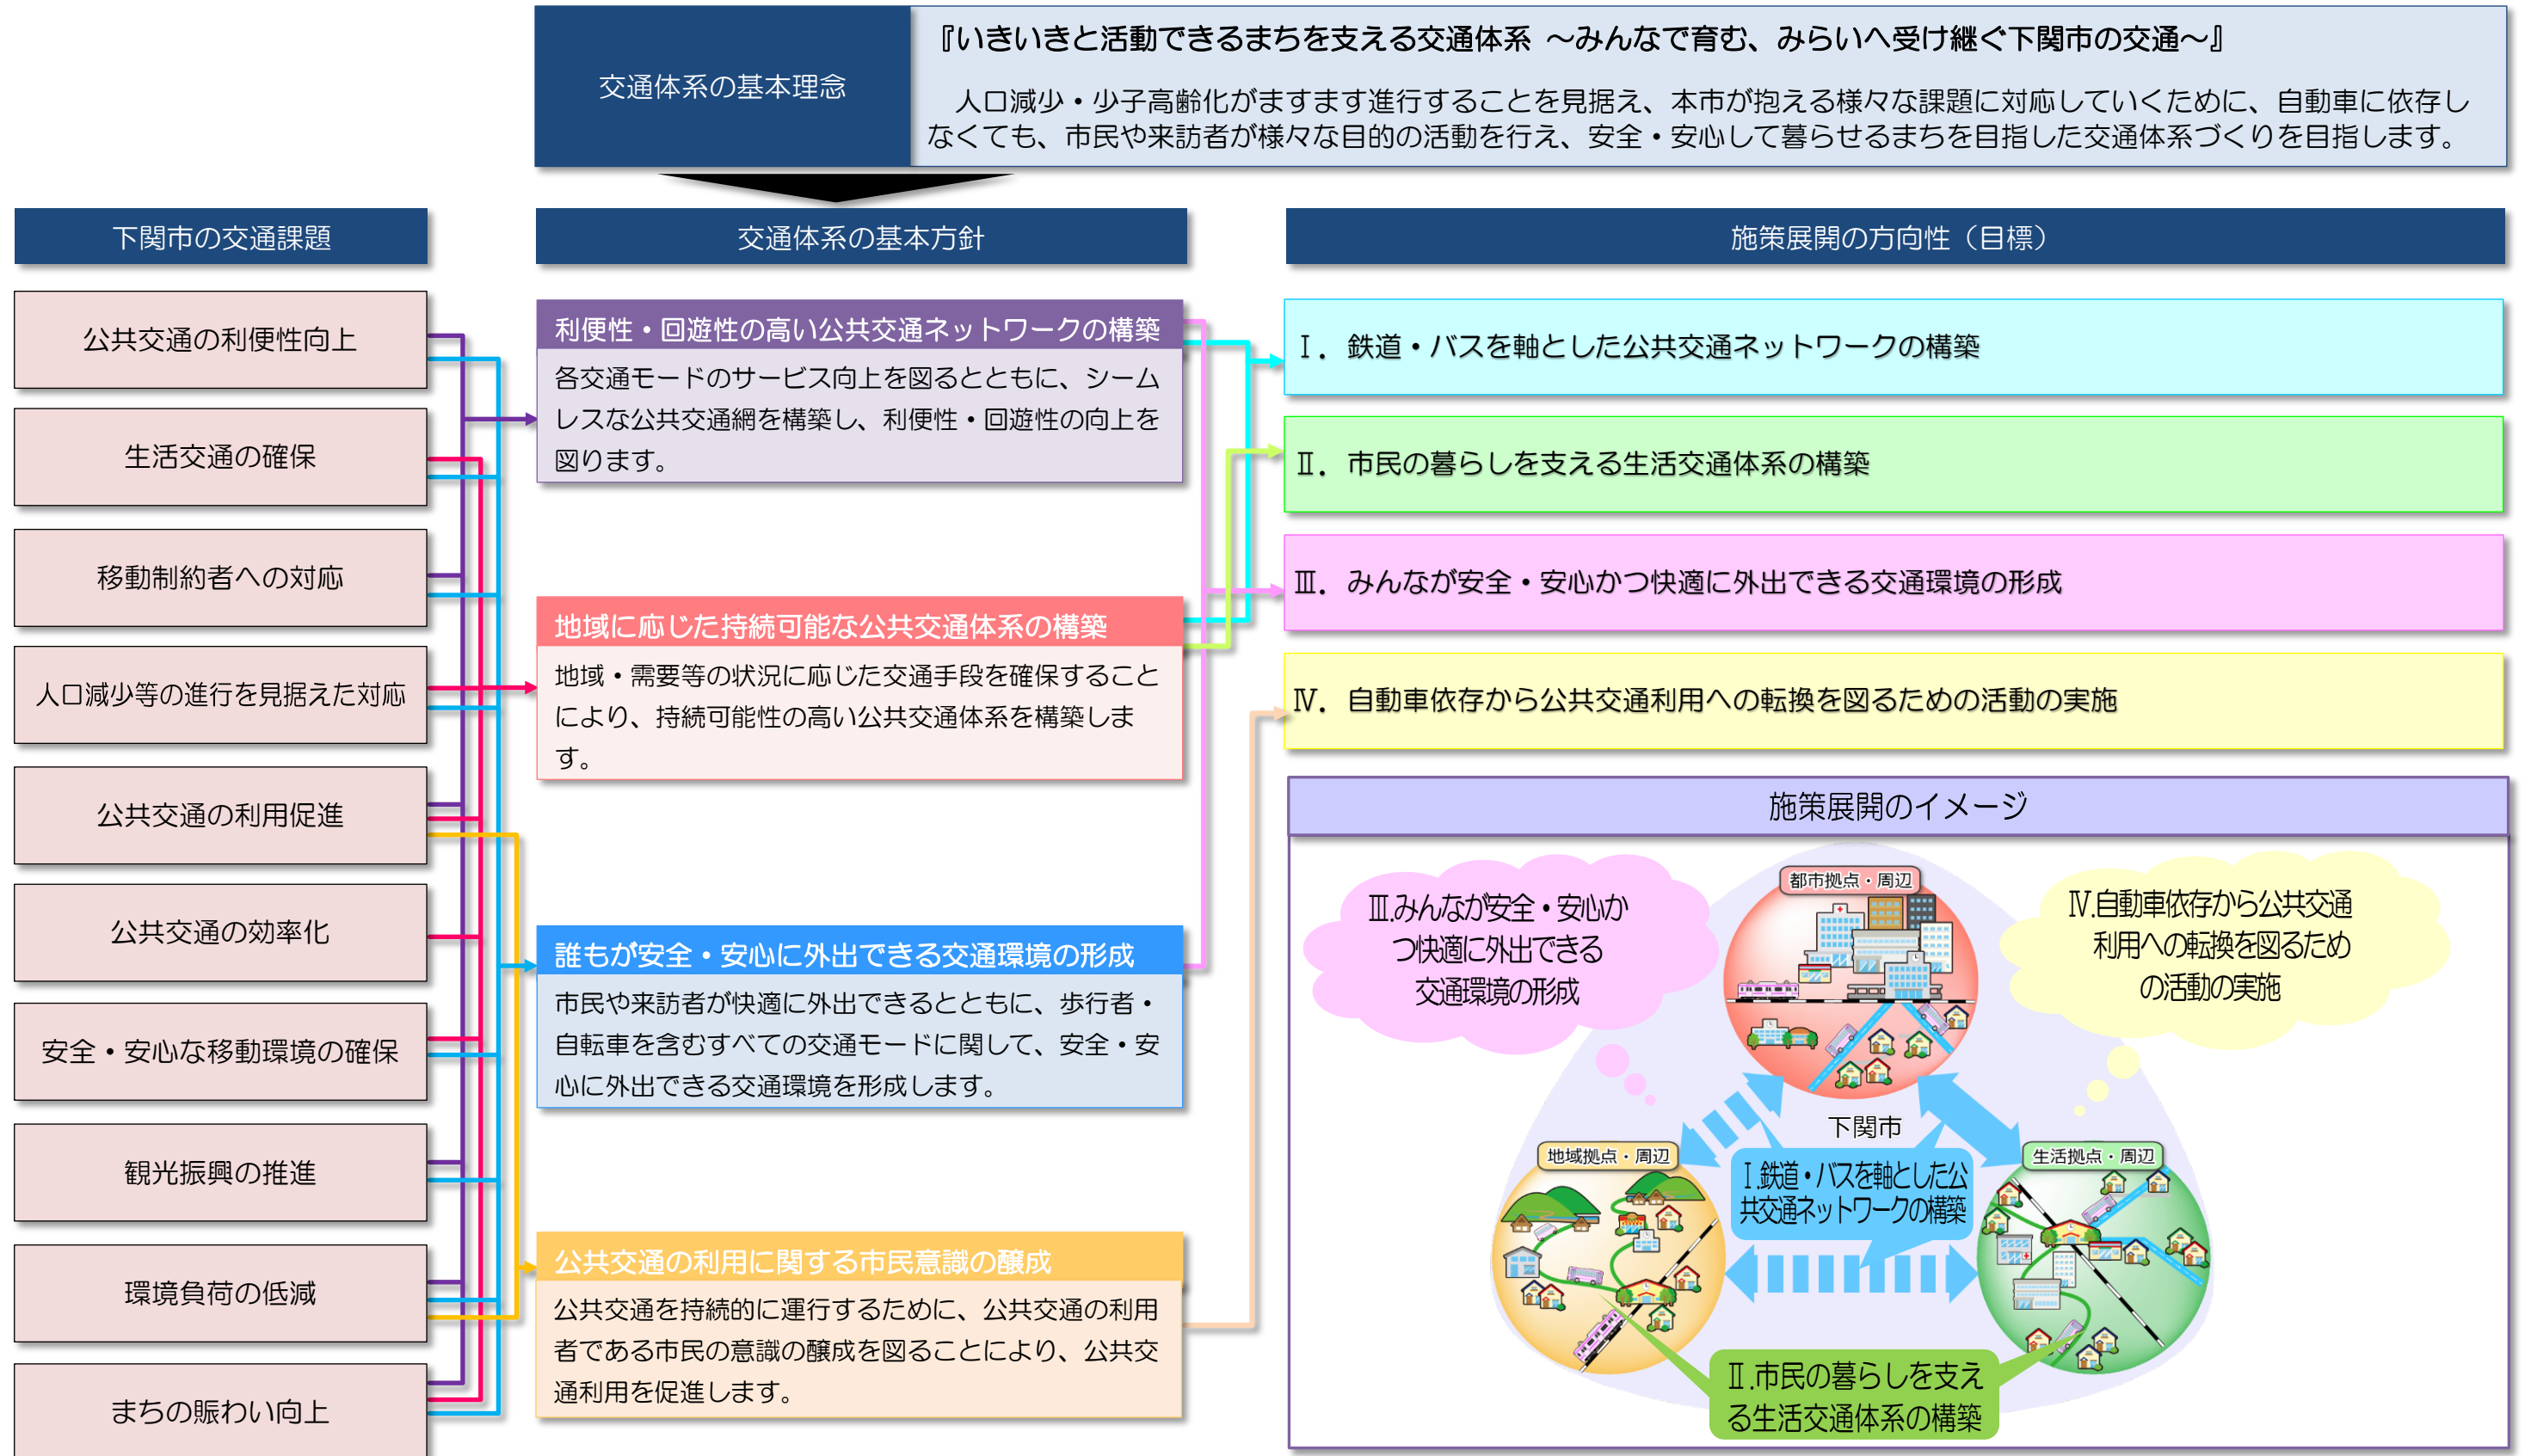 交通体系の基本理念
『いきいきと活動できるまちを支える交通体系 ～みんなで育む、みらいへ受け継ぐ下関市の交通～』
人口減少・少子高齢化がますます進行することを見据え、本市が抱える様々な課題に対応していくために、自動車に依存し
なくても、市民や来訪者が様々な目的の活動を行え、安全・安心して暮らせるまちを目指した交通体系づくりを目指します。
下関市の交通課題
公共交通の利便性向上
生活交通の確保
移動制約者への対応
人口減少等の進行を見据えた対応
公共交通の利用促進
公共交通の効率化
安全・安心な移動環境の確保
観光振興の推進
環境負荷の低減
まちの賑わい向上
交通体系の基本方針
利便性・回遊性の高い公共交通ネットワークの構築
各交通モードのサービス向上を図るとともに、シーム
レスな公共交通網を構築し、利便性・回遊性の向上を
図ります。
地域に応じた持続可能な公共交通体系の構築
地域・需要等の状況に応じた交通手段を確保すること
により、持続可能性の高い公共交通体系を構築しま
す。
誰もが安全・安心に外出できる交通環境の形成
市民や来訪者が快適に外出できるとともに、歩行者・
自転車を含むすべての交通モードに関して、安全・安
心に外出できる交通環境を形成します。
公共交通の利用に関する市民意識の醸成
公共交通を持続的に運行するために、公共交通の利用
者である市民の意識の醸成を図ることにより、公共交
通利用を促進します。
施策展開の方向性（目標）
Ⅰ．鉄道・バスを軸とした公共交通ネットワークの構築
Ⅱ．市民の暮らしを支える生活交通体系の構築
Ⅲ．みんなが安全・安心かつ快適に外出できる交通環境の形成
Ⅳ．自動車依存から公共交通利用への転換を図るための活動の実施
施策展開のイメージ
Ⅲ.みんなが安全・安心か
つ快適に外出できる
交通環境の形成
都市拠点・周辺
Ⅳ.自動車依存から公共交通
利用への転換を図るため
の活動の実施
下関市
地域拠点・周辺
Ⅰ.鉄道・バスを軸とした公
共交通ネットワークの構築
生活拠点・周辺
Ⅱ.市民の暮らしを支え
る生活交通体系の構築